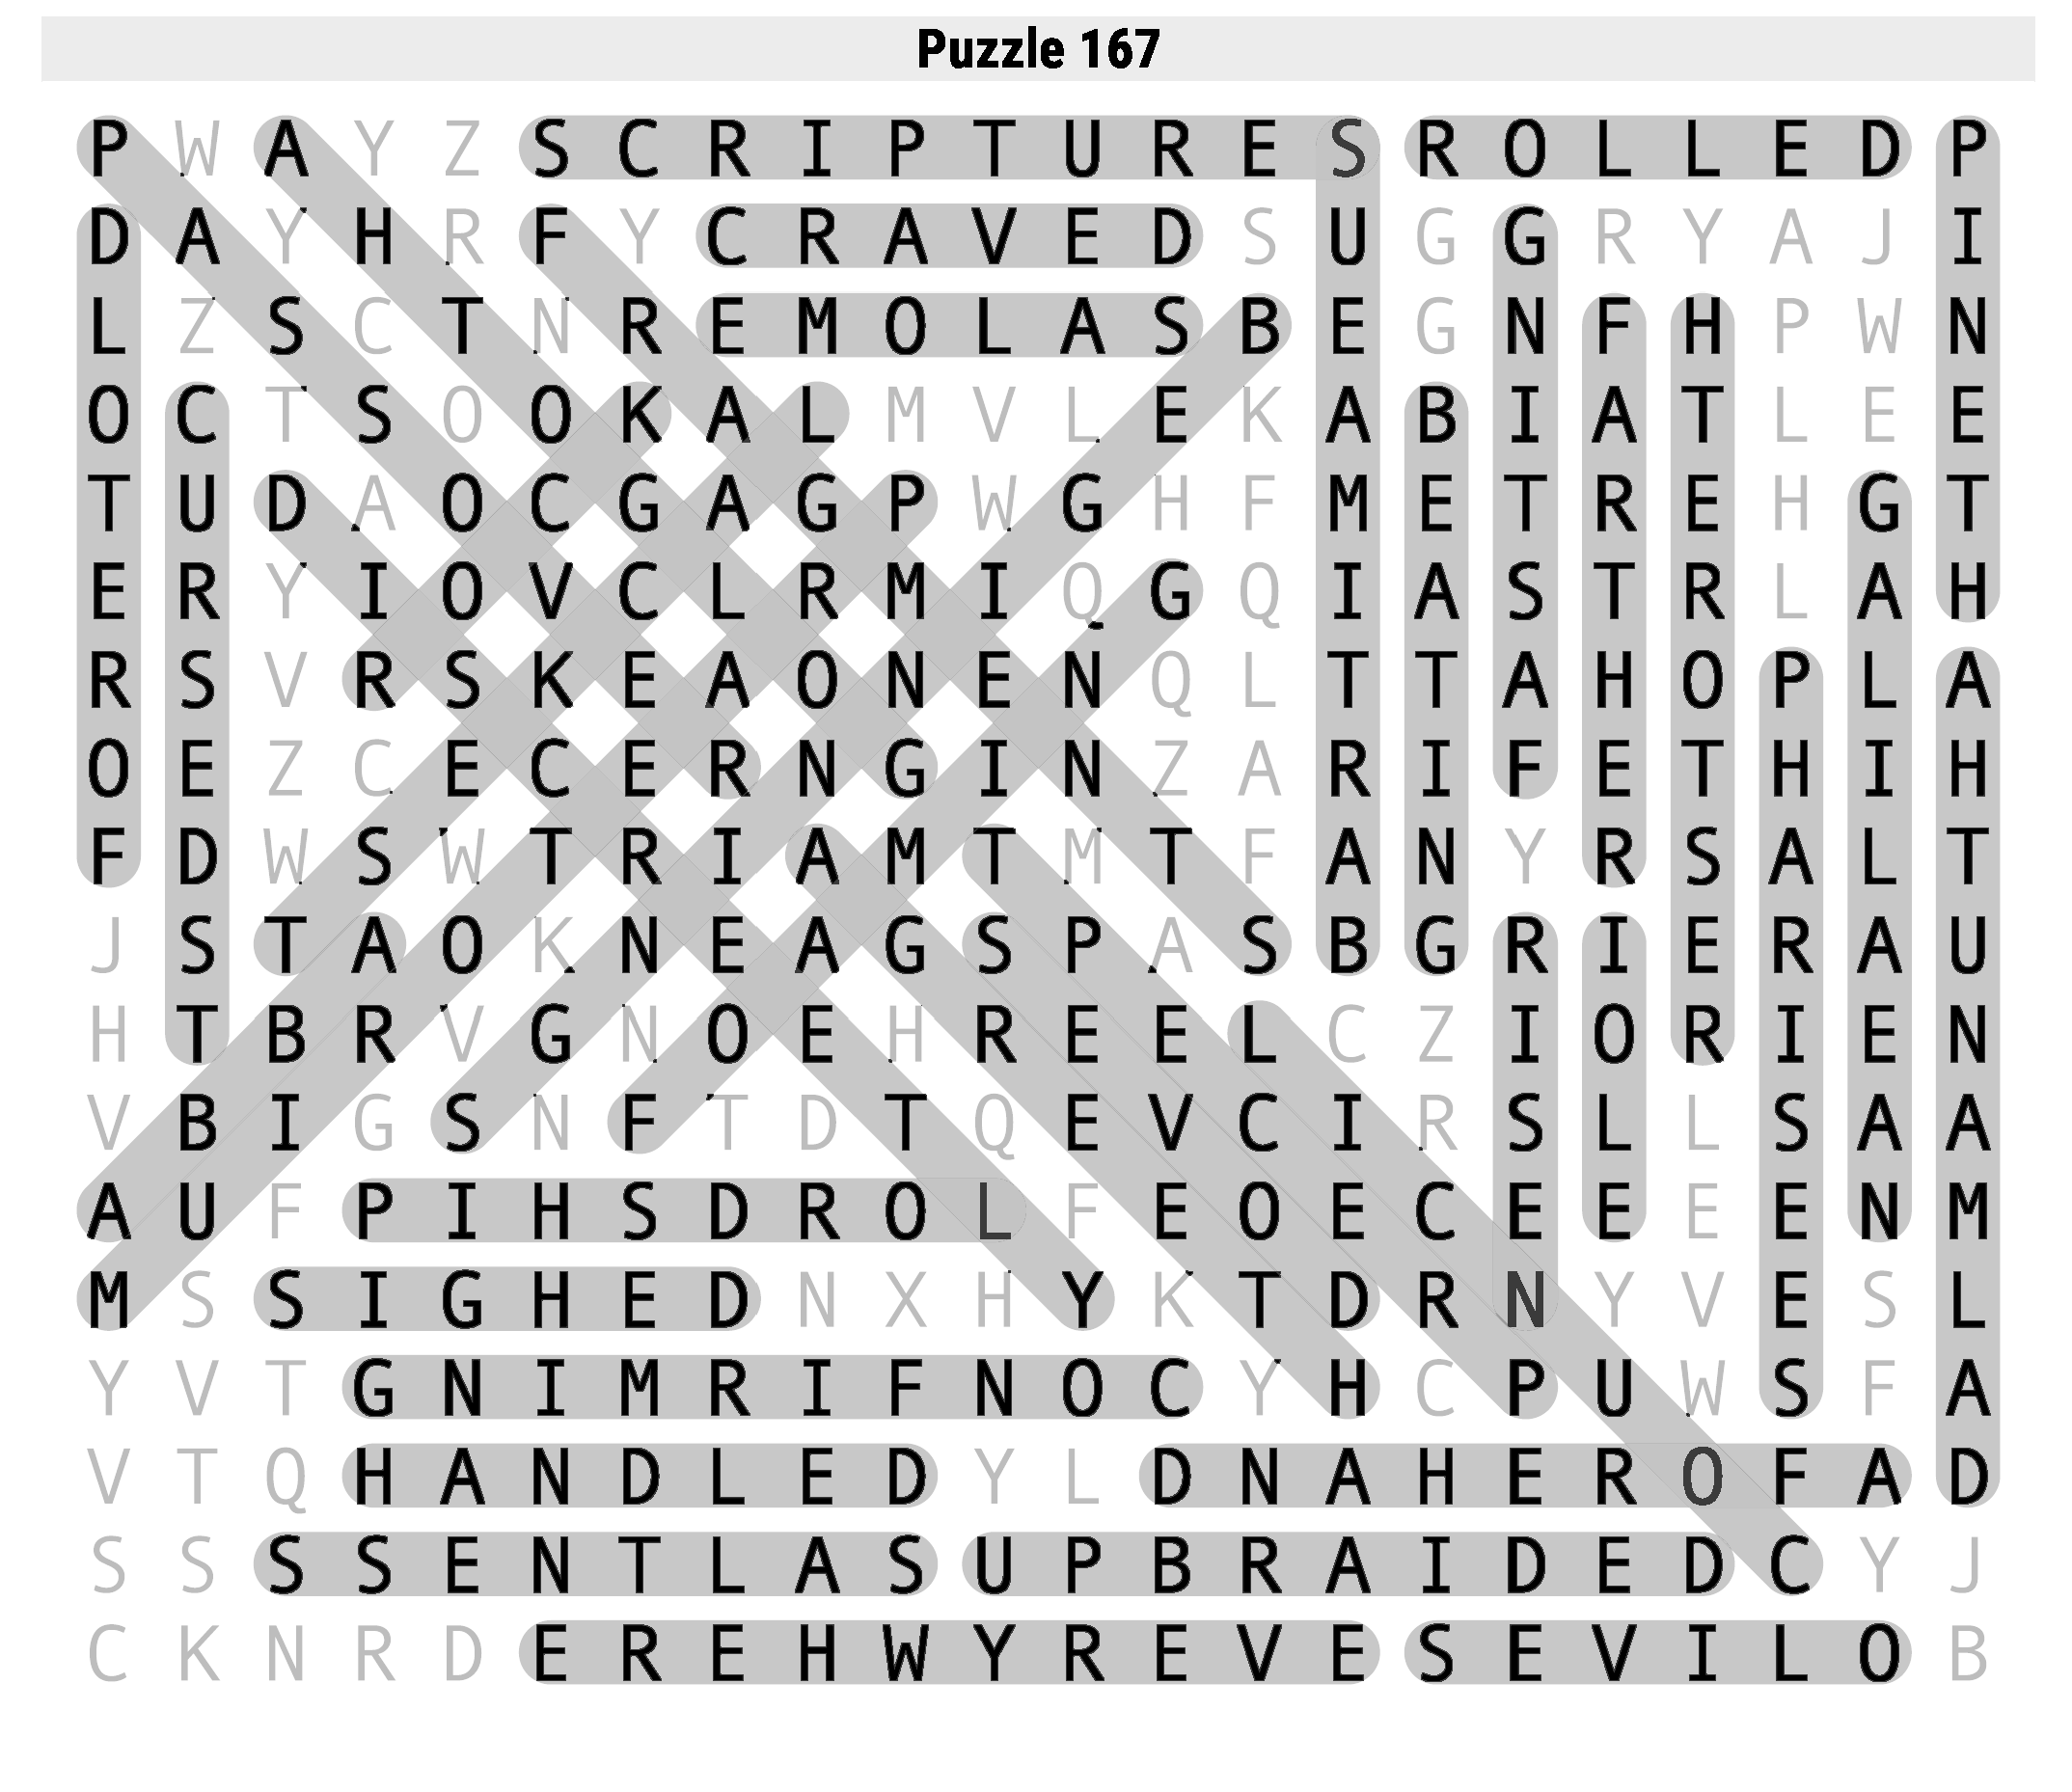 Puzzle 167
P W A Y Z S C R I P T U R E S R O L L E D P
D A Y H R F Y C R A V E D S U G G R Y A J I
L Z S C T N R E M O L A S B E G N F H P W N
O C T S O O K A L M V L E K A B I A T L E E
T U D A O C G A G P W G H F M E T R E H G T
E R Y I O V C L R M I Q G Q I A S T R L A H
R S V R S K E A O N E N Q L T T A H O P L A
O E Z C E C E R N G I N Z A R I F E T H I H
F D W S W T R I A M T M T F A N Y R S A L T
J S T A O K N E A G S P A S B G R I E R A U
H T B R V G N O E H R E E L C Z I O R I E N
V B I G S N F T D T Q E V C I R S L L S A A
A U F P I H S D R O L F E O E C E E E E N M
M S S I G H E D N X H Y K T D R N Y V E S L
Y V T G N I M R I F N O C Y H C P U W S F A
V T Q H A N D L E D Y L D N A H E R O F A D
S S S S E N T L A S U P B R A I D E D C Y J
C K N R D E R E H W Y R E V E S E V I L O B